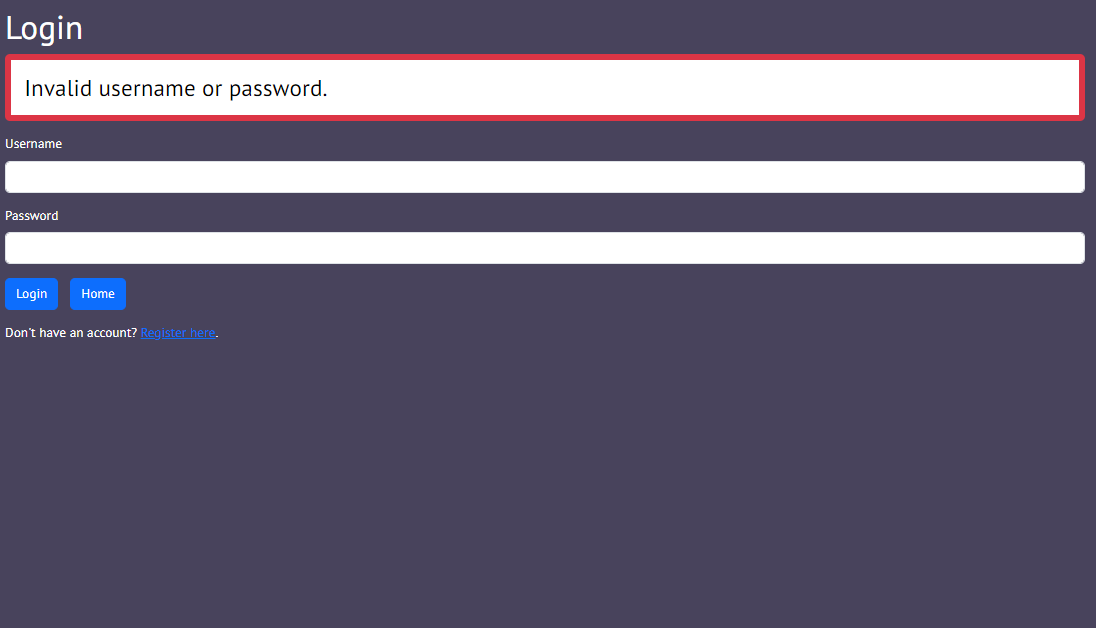 Login
Invalid username or password.
Username
Password
Login Home
Don't have an account? Register here.